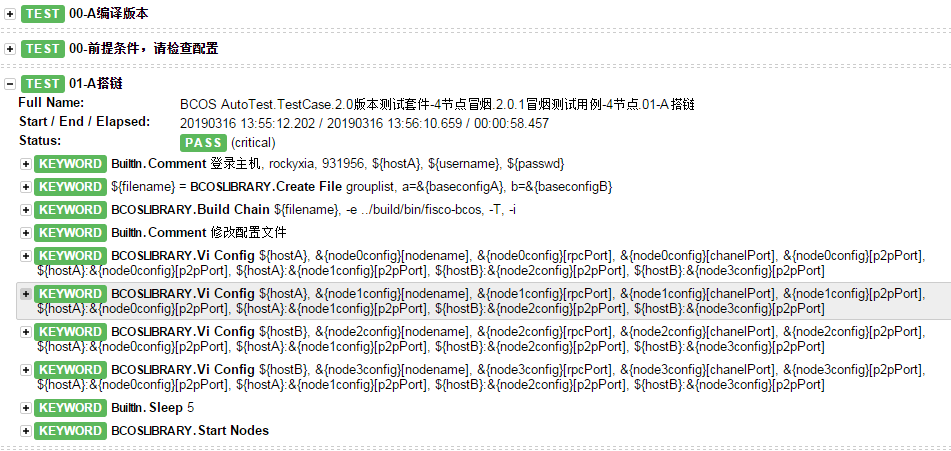 TEST 00-A编译版本
TEST 00-前提条件，请检查配置
TEST 01-A搭链
Full Name: BCOS AutoTest.TestCase.2.0版本测试套件-4节点冒烟.2.0.1冒烟测试用例-4节点.01-A搭链
Start / End / Elapsed: 20190316 13:55:12.202 / 20190316 13:56:10.659 / 00:00:58.457
Status: PASS (critical)
KEYWORD BuiltIn.Comment 登录主机, rockyxia, 931956, ${hostA}, ${username}, ${passwd}
KEYWORD ${filename} = BCOSLIBRARY.Create File grouplist, a=&{baseconfigA}, b=&{baseconfigB}
KEYWORD BCOSLIBRARY.Build Chain ${filename}, -e ../build/bin/fisco-bcos, -T, -i
KEYWORD BuiltIn.Comment 修改配置文件
KEYWORD BCOSLIBRARY.Vi Config ${hostA}, &{node0config}[nodename], &{node0config}[rpcPort], &{node0config}[chanelPort], &{node0config}[p2pPort],
${hostA}:&{node0config}[p2pPort], ${hostA}:&{node1config}[p2pPort], ${hostB}:&{node2config}[p2pPort], ${hostB}:&{node3config}[p2pPort]
KEYWORD BCOSLIBRARY.Vi Config ${hostA}, &{node1config}[nodename], &{node1config}[rpcPort], &{node1config}[chanelPort], &{node1config}[p2pPort],
${hostA}:&{node0config}[p2pPort], ${hostA}:&{node1config}[p2pPort], ${hostB}:&{node2config}[p2pPort], ${hostB}:&{node3config}[p2pPort]
KEYWORD BCOSLIBRARY.Vi Config ${hostB}, &{node2config}[nodename], &{node2config}[rpcPort], &{node2config}[chanelPort], &{node2config}[p2pPort],
${hostA}:&{node0config}[p2pPort], ${hostA}:&{node1config}[p2pPort], ${hostB}:&{node2config}[p2pPort], ${hostB}:&{node3config}[p2pPort]
KEYWORD BCOSLIBRARY.Vi Config ${hostB}, &{node3config}[nodename], &{node3config}[rpcPort], &{node3config}[chanelPort], &{node3config}[p2pPort],
${hostA}:&{node0config}[p2pPort], ${hostA}:&{node1config}[p2pPort], ${hostB}:&{node2config}[p2pPort], ${hostB}:&{node3config}[p2pPort]
KEYWORD BuiltIn.Sleep 5
KEYWORD BCOSLIBRARY.Start Nodes